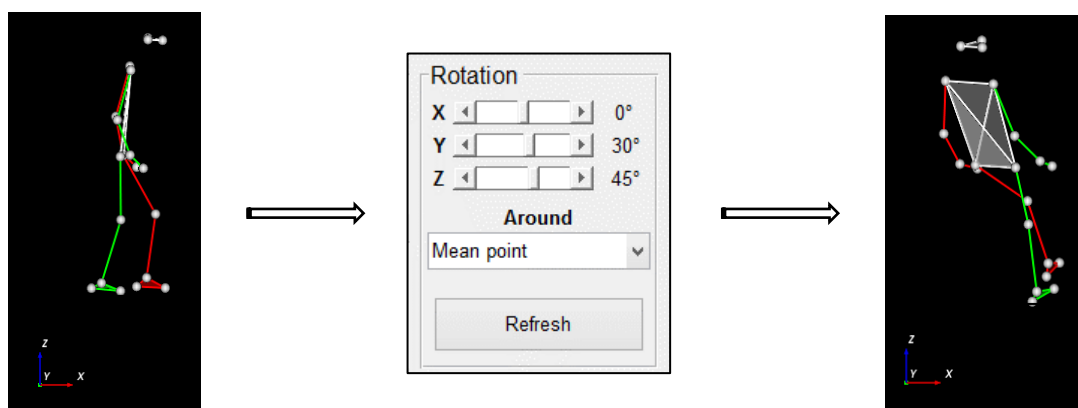 Z
Y X
Rotation
X 0°
Y 30°
Z 45°
Around
Mean point
Refresh
Z
Y X